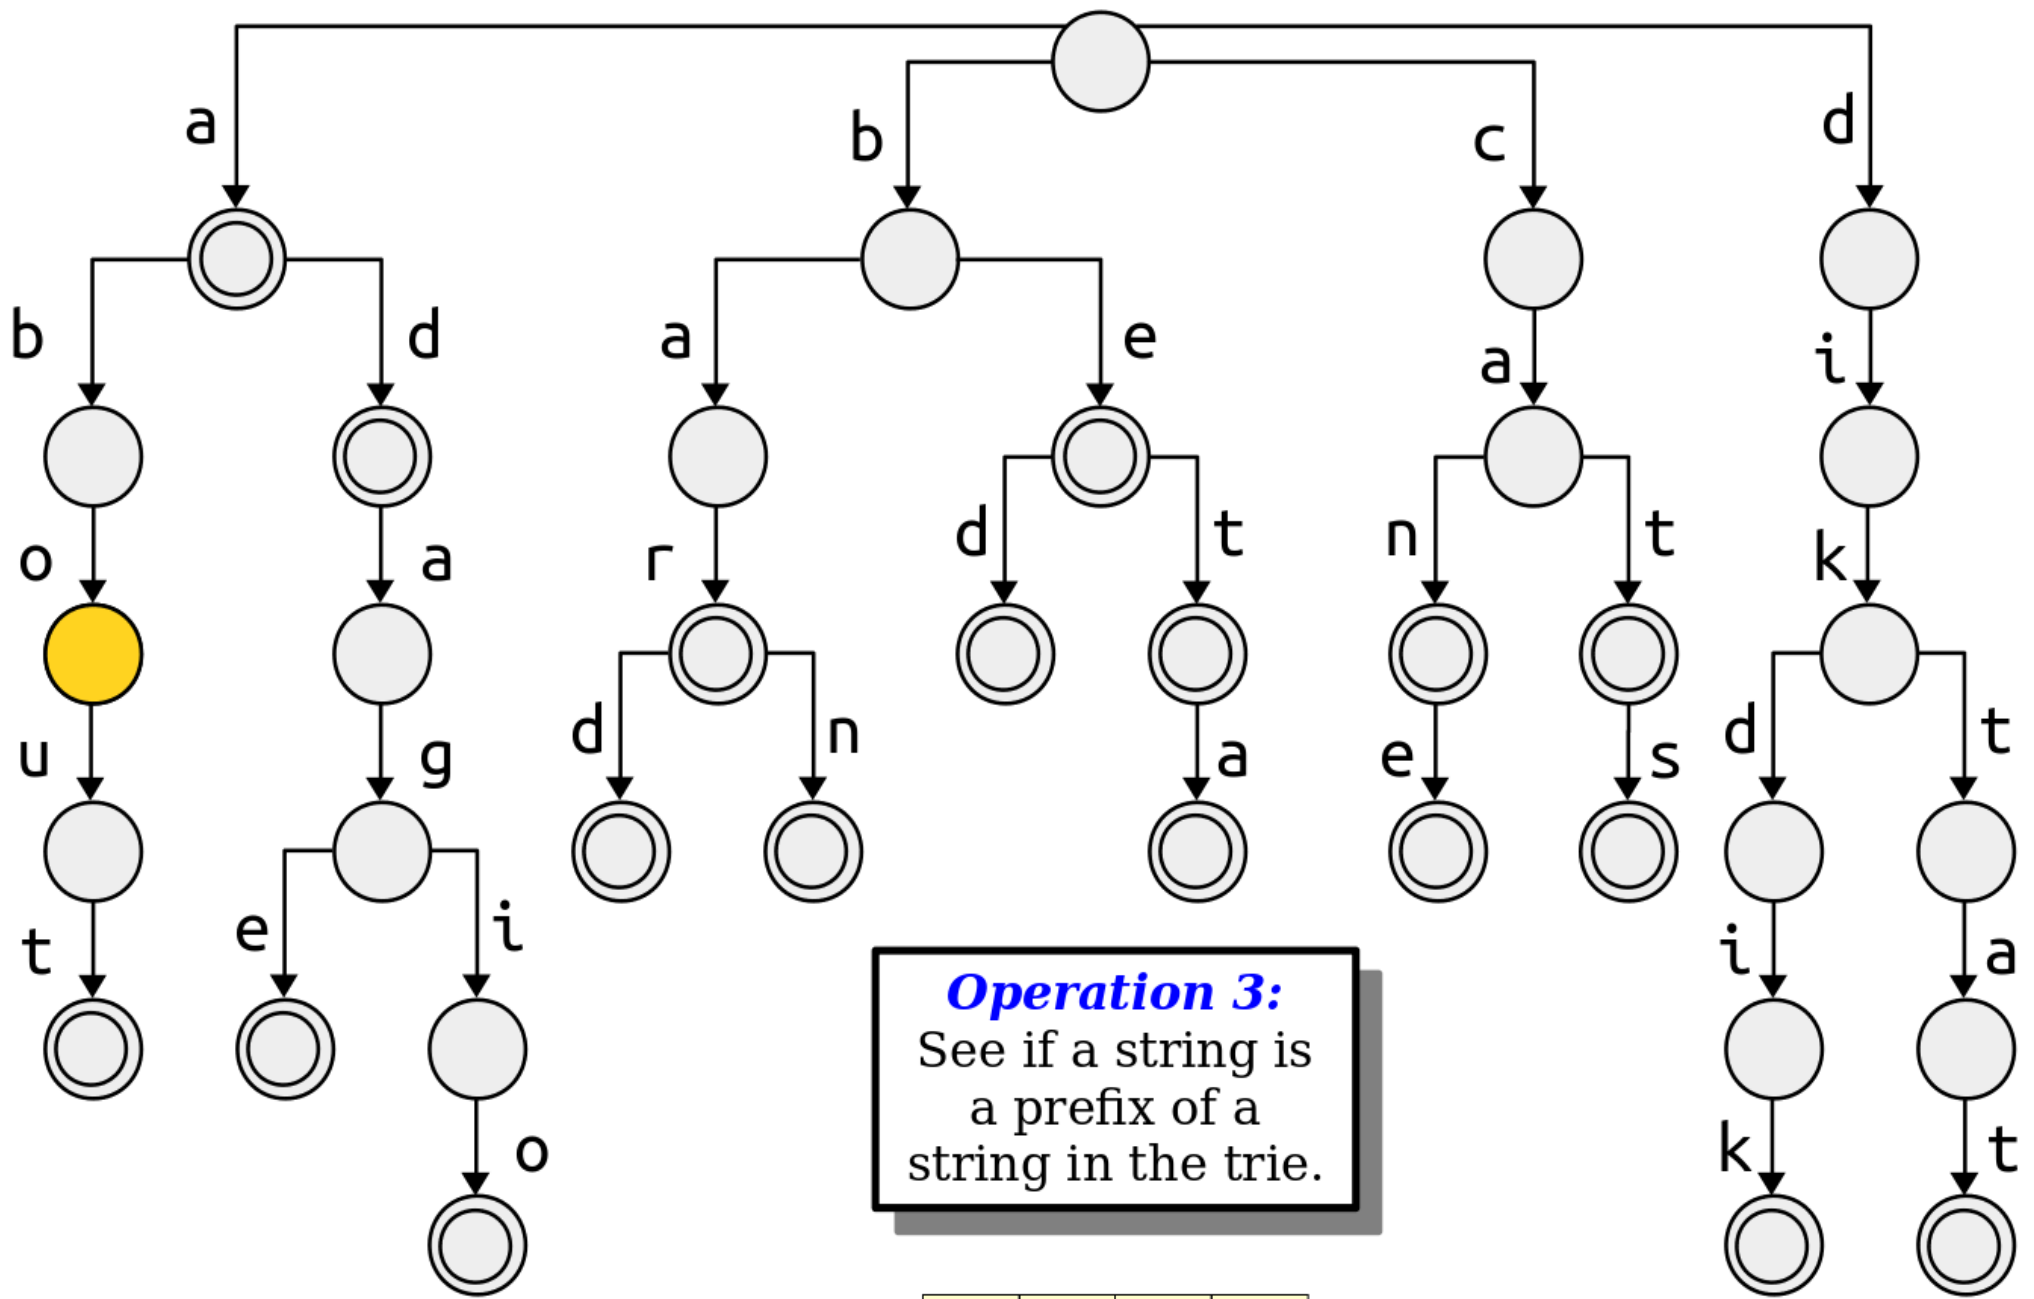 a
b
c
d
b
d
a
e
a
i
o
a
r
d
t
n
t
k
u
g
d
n
a
e
s
d
t
t
e
i
i
a
Operation 3:
See if a string is
a prefix of a
string in the trie.
o
k
t